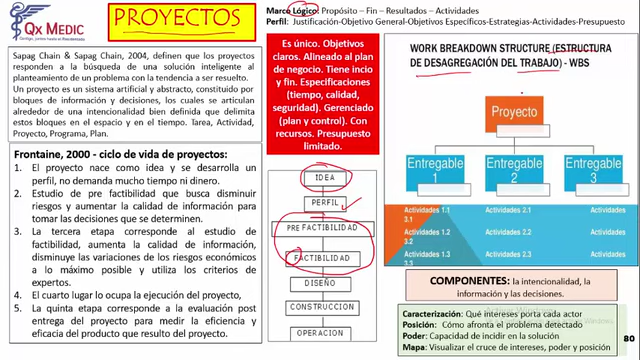 Qx MEDIC
PROYECTOS
Marco Lógico: Propósito – Fin – Resultados – Actividades
Perfil: Justificación-Objetivo General-Objetivos Específicos-Estrategias-Actividades-Presupuesto
Sapag Chain & Sapag Chain, 2004, definen que los proyectos
responden a la búsqueda de una solución inteligente al
planteamiento de un problema con la tendencia a ser resuelto.
Un proyecto es un sistema artificial y abstracto, constituido por
bloques de información y decisiones, los cuales se articulan
alrededor de una intencionalidad bien definida que delimita
estos bloques en el espacio y en el tiempo. Tarea, Actividad,
Proyecto, Programa, Plan.
Frontaine, 2000 - ciclo de vida de proyectos:
1. El proyecto nace como idea y se desarrolla un
perfil, no demanda mucho tiempo ni dinero.
2. Estudio de pre factibilidad que busca disminuir
riesgos y aumentar la calidad de información para
tomar las decisiones que se determinen.
3. La tercera etapa corresponde al estudio de
factibilidad, aumenta la calidad de información,
disminuye las variaciones de los riesgos económicos
a lo máximo posible y utiliza los criterios de
expertos.
4. El cuarto lugar lo ocupa la ejecución del proyecto,
5. La quinta etapa corresponde a la evaluación post
entrega del proyecto para medir la eficiencia y
eficacia del producto que resulto del proyecto.
Es único. Objetivos
claros. Alineado al plan
de negocio. Tiene incio
y fin. Especificaciones
(tiempo, calidad,
seguridad). Gerenciado
(plan y control). Con
recursos. Presupuesto
limitado.
IDEA
PERFIL
PRE FACTIBILIDAD
FACTIBILIDAD
DISEÑO
CONSTRUCCION
OPERACION
WORK BREAKDOWN STRUCTURE (ESTRUCTURA
DE DESAGREGACIÓN DEL TRABAJO) - WBS
Proyecto
Entregable 1
Entregable 2
Entregable 3
Actividades 1.1 Actividades 2.1 Actividades
3.1
Actividades 1.2 Actividades 2.2 Actividades
3.2
Actividades 1.3 Actividades 2.3 Actividades
3.3
COMPONENTES: la intencionalidad, la
información y las decisiones.
Caracterización: Qué intereses porta cada actor
Posición: Cómo afronta el problema detectado
Poder: Capacidad de incidir en la solución
Mapa: Visualizar el cruce de intereses, poder y posición
80